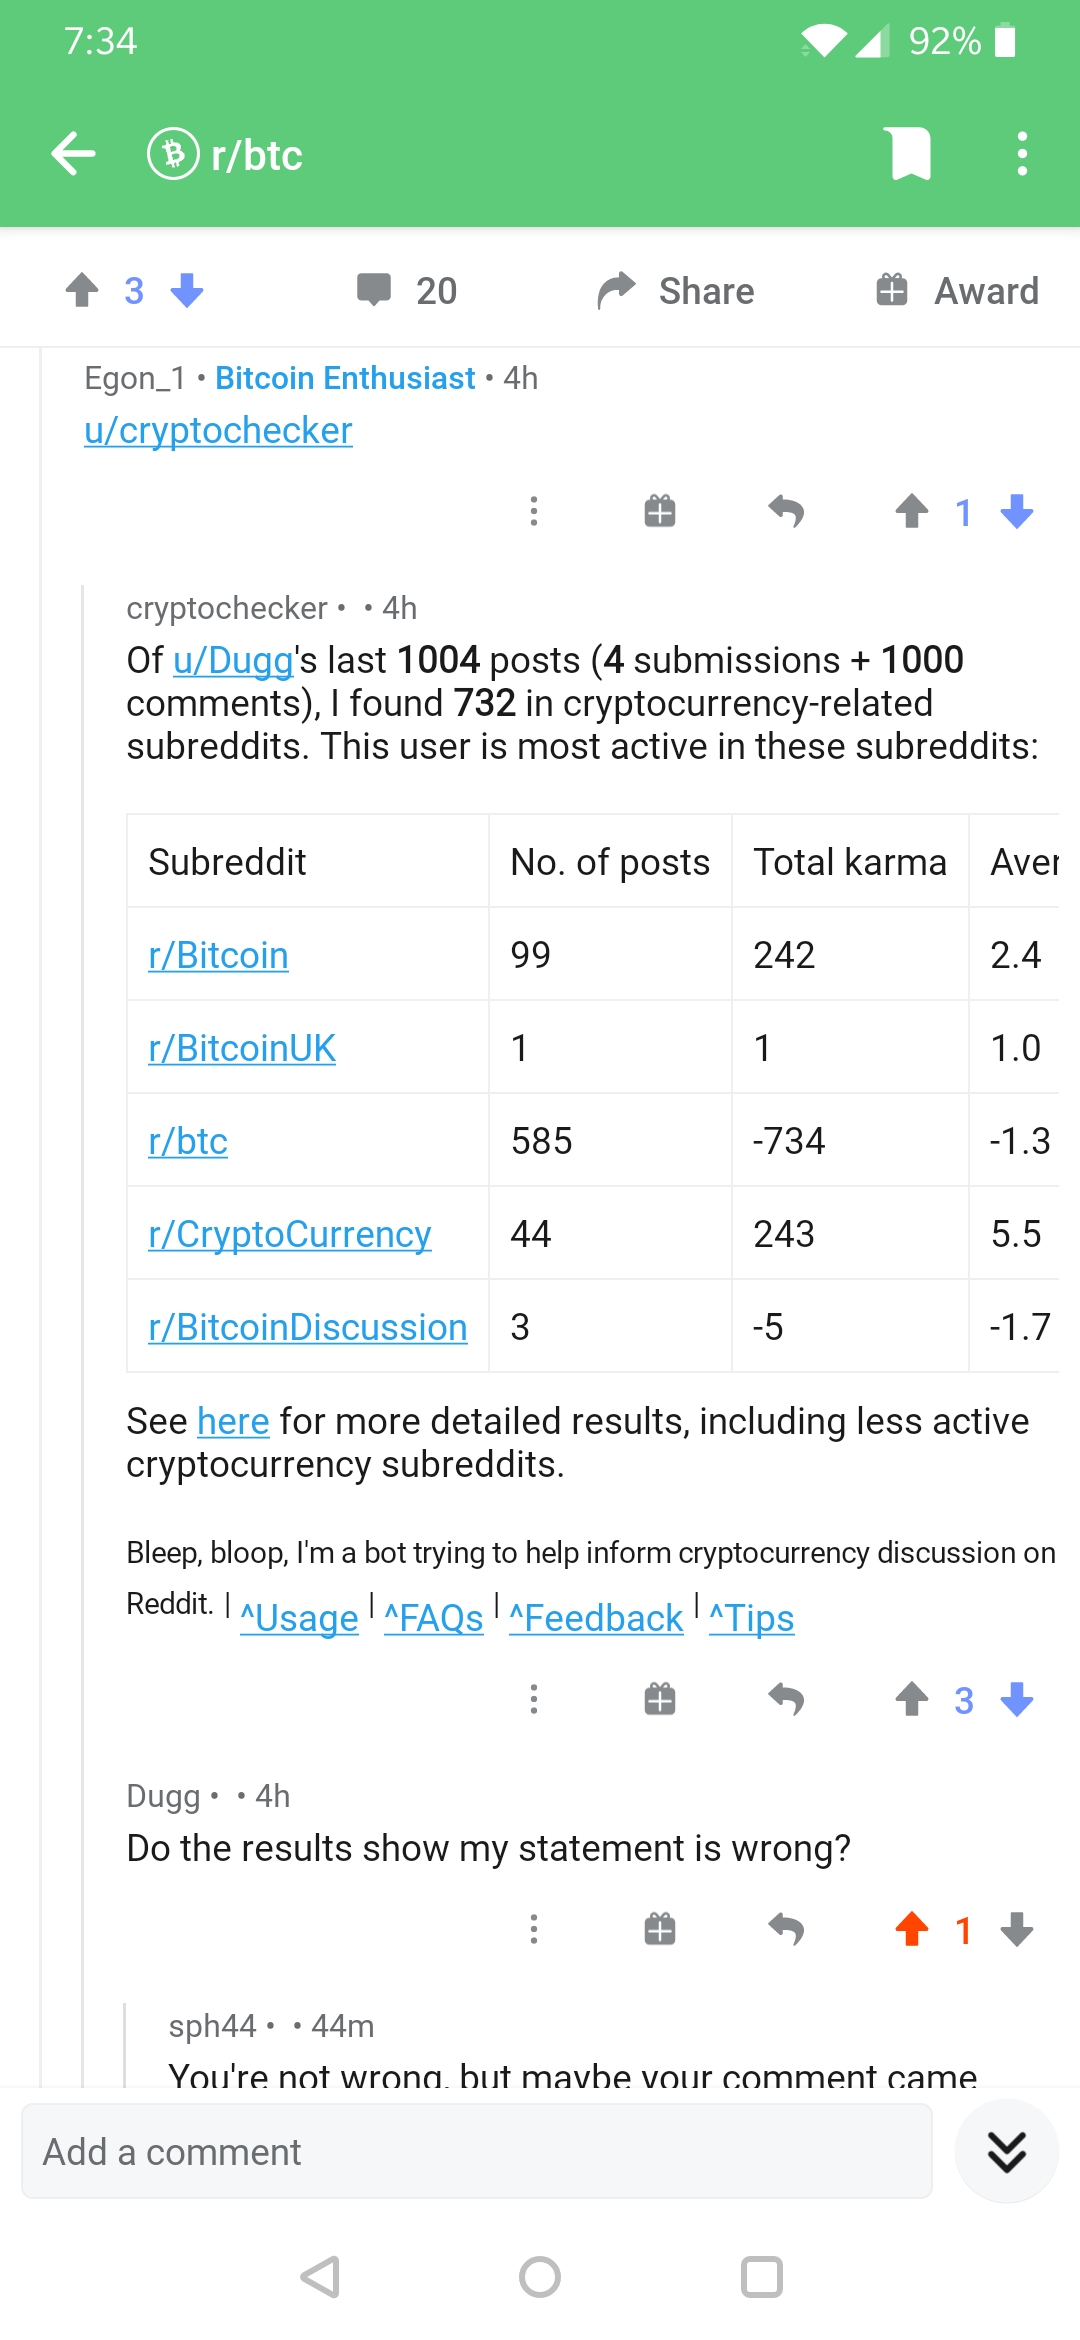 7:34
92%
r/btc
3
20
Share
Award
Egon_1 • Bitcoin Enthusiast • 4h
u/cryptochecker
1
cryptochecker • • 4h
Of u/Dugg's last 1004 posts (4 submissions + 1000
comments), I found 732 in cryptocurrency-related
subreddits. This user is most active in these subreddits:
Subreddit No. of posts Total karma Aver
r/Bitcoin 99 242 2.4
r/BitcoinUK 1 1 1.0
r/btc 585 -734 -1.3
r/CryptoCurrency 44 243 5.5
r/BitcoinDiscussion 3 -5 -1.7
See here for more detailed results, including less active
cryptocurrency subreddits.
Bleep, bloop, I'm a bot trying to help inform cryptocurrency discussion on
Reddit. | ^Usage | ^FAQs | ^Feedback | ^Tips
3
Dugg • • 4h
Do the results show my statement is wrong?
1
sph44 • • 44m
You're not wrong, but maybe your comment came
Add a comment